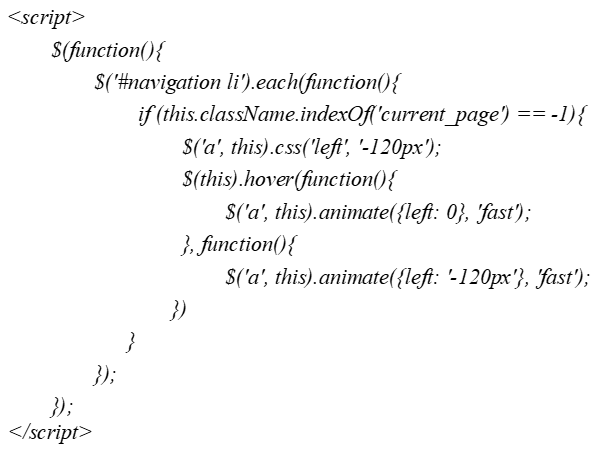 <script>
$(function(){
$('#navigation li').each(function(){
if (this.className.indexOf('current_page') == -1){
$('a', this).css('left', '-120px');
$(this).hover(function(){
$('a', this).animate({left: 0}, 'fast');
}, function(){
$('a', this).animate({left: '-120px'}, 'fast');
})
}
});
});
</script>